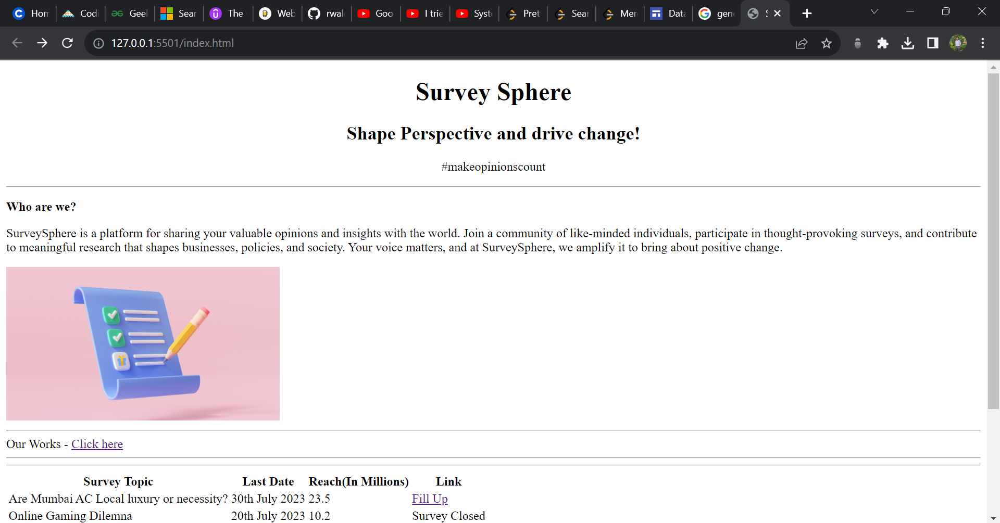 Hom
Codi
Geel
Sear
The
Web
rwal
Goo
I trie
Syst
Pret
Sear
Mer
Data
gen
127.0.0.1:5501/index.html
Survey Sphere
Shape Perspective and drive change!
#makeopinionscount
Who are we?
SurveySphere is a platform for sharing your valuable opinions and insights with the world. Join a community of like-minded individuals, participate in thought-provoking surveys, and contribute
to meaningful research that shapes businesses, policies, and society. Your voice matters, and at SurveySphere, we amplify it to bring about positive change.
Our Works - Click here
Survey Topic Last Date Reach(In Millions) Link
Are Mumbai AC Local luxury or necessity? 30th July 2023 23.5 Fill Up
Online Gaming Dilemna 20th July 2023 10.2 Survey Closed